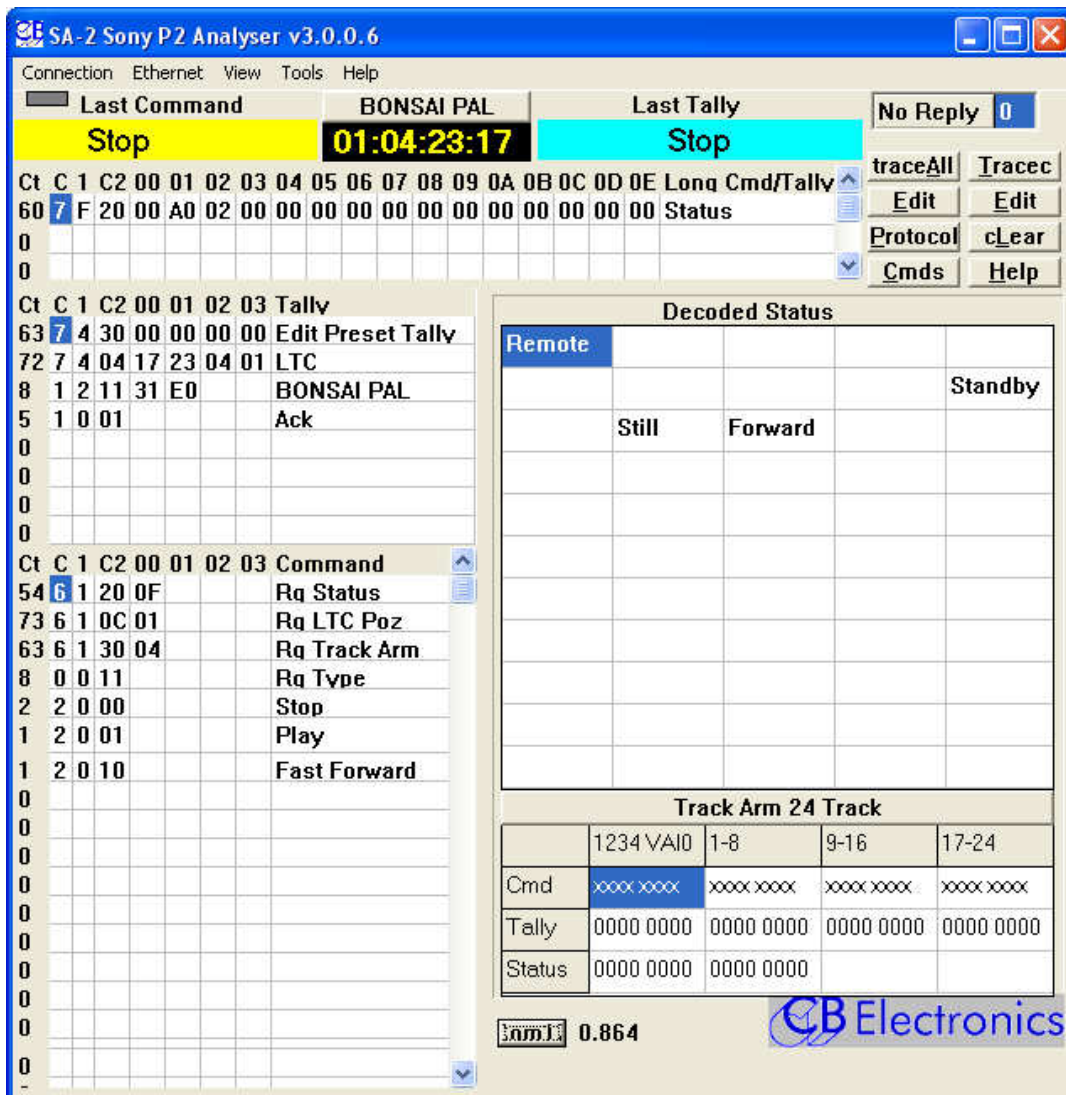 SA-2 Sony P2 Analyser v3.0.0.6
Connection Ethernet View Tools Help
Last Command BONSAI PAL Last Tally No Reply 0
Stop 01:04:23:17 Stop
traceAll Tracec
Edit Edit
Protocol cLear
Cmds Help
Ct C 1 C2 00 01 02 03 04 05 06 07 08 09 0A 0B 0C 0D 0E Long Cmd/Tally
60 7 F 20 00 A0 02 00 00 00 00 00 00 00 00 00 00 00 00 Status
0
0
Ct C 1 C2 00 01 02 03 Tally
63 7 4 30 00 00 00 00 Edit Preset Tally
72 7 4 04 17 23 04 01 LTC
8 1 2 11 31 E0 BONSAI PAL
5 1 0 01 Ack
0
0
0
0
Ct C 1 C2 00 01 02 03 Command
54 6 1 20 0F Rq Status
73 6 1 0C 01 Rq LTC Poz
63 6 1 30 04 Rq Track Arm
8 0 0 11 Rq Type
2 2 0 00 Stop
1 2 0 01 Play
1 2 0 10 Fast Forward
0
0
0
0
0
0
0
0
0
0
Decoded Status
Remote
Standby
Still Forward
Track Arm 24 Track
1234 VAI0 1-8 9-16 17-24
Cmd xxxx xxxx xxxx xxxx xxxx xxxx xxxx xxxx
Tally 0000 0000 0000 0000 0000 0000 0000 0000
Status 0000 0000 0000 0000
0.864
CB Electronics